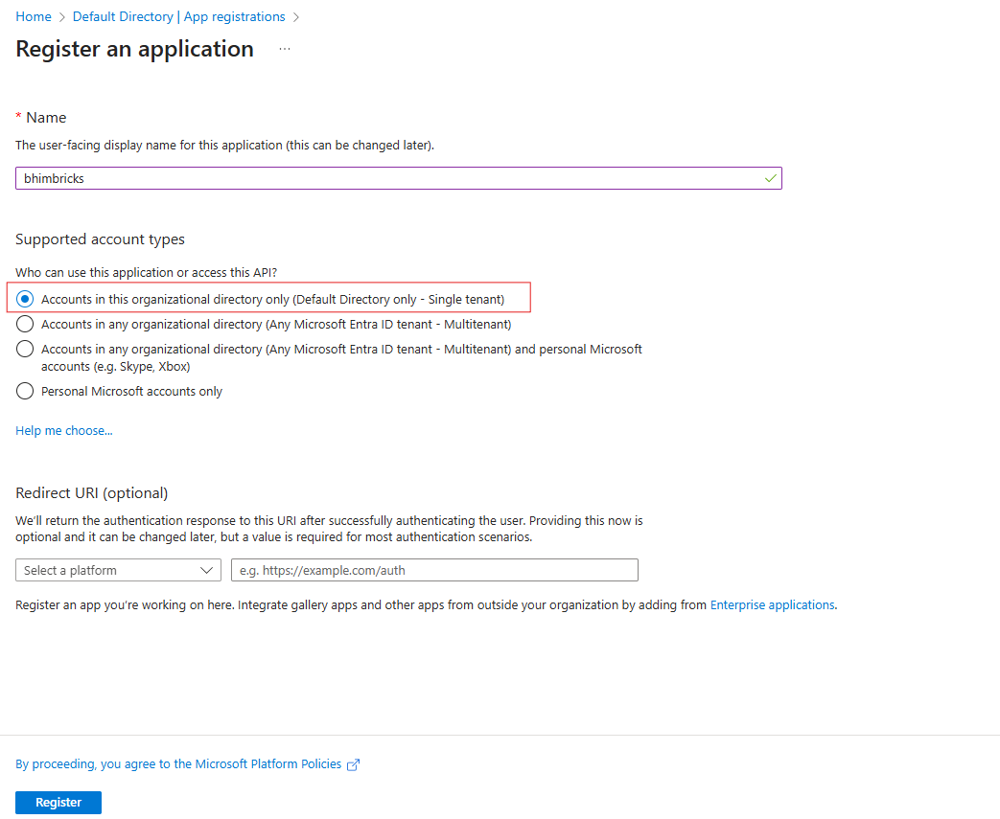 Home > Default Directory | App registrations >
Register an application ...
* Name
The user-facing display name for this application (this can be changed later).
bhimbricks
Supported account types
Who can use this application or access this API?
Accounts in this organizational directory only (Default Directory only - Single tenant)
Accounts in any organizational directory (Any Microsoft Entra ID tenant - Multitenant)
Accounts in any organizational directory (Any Microsoft Entra ID tenant - Multitenant) and personal Microsoft
accounts (e.g. Skype, Xbox)
Personal Microsoft accounts only
Help me choose...
Redirect URI (optional)
We'll return the authentication response to this URI after successfully authenticating the user. Providing this now is
optional and it can be changed later, but a value is required for most authentication scenarios.
Select a platform e.g. https://example.com/auth
Register an app you're working on here. Integrate gallery apps and other apps from outside your organization by adding from Enterprise applications.
By proceeding, you agree to the Microsoft Platform Policies
Register